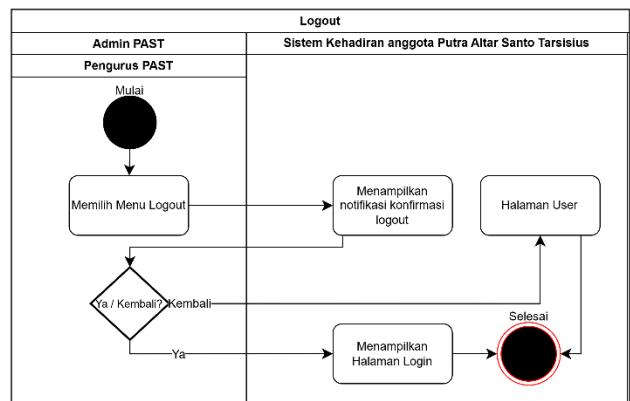 Logout
Admin PAST
Sistem Kehadiran anggota Putra Altar Santo Tarsisius
Pengurus PAST
Mulai
Memilih Menu Logout
Menampilkan
notifikasi konfirmasi
logout
Halaman User
Ya / Kembali?
Kembali
Selesai
Ya
Menampilkan
Halaman Login